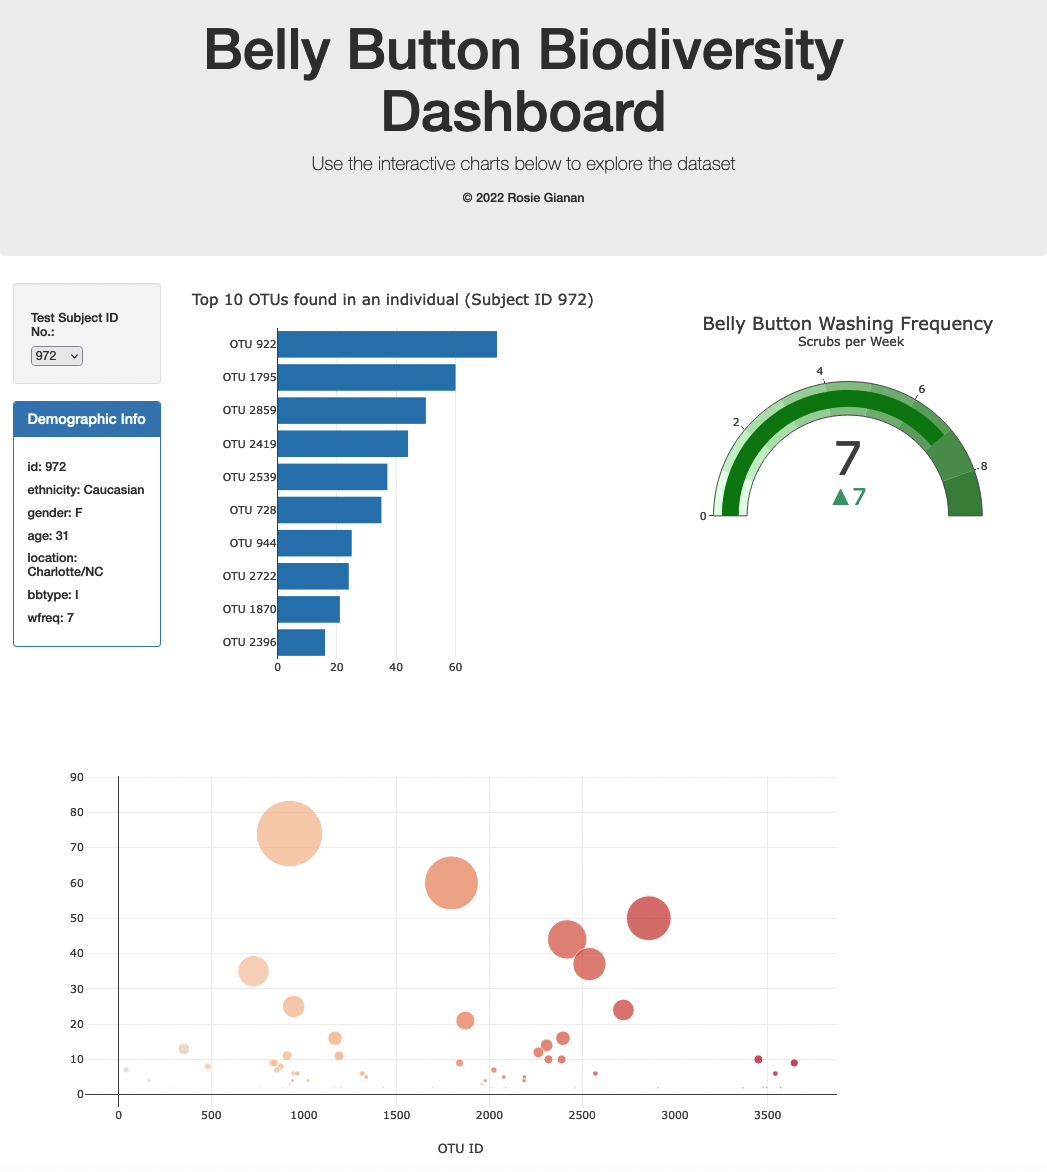 Belly Button Biodiversity
Dashboard
Use the interactive charts below to explore the dataset
© 2022 Rosie Gianan
Test Subject ID
No.:
972
Demographic Info
id: 972
ethnicity: Caucasian
gender: F
age: 31
location:
Charlotte/NC
bbtype: I
wfreq: 7
Top 10 OTUs found in an individual (Subject ID 972)
OTU 922
OTU 1795
OTU 2859
OTU 2419
OTU 2539
OTU 728
OTU 944
OTU 2722
OTU 1870
OTU 2396
0 20 40 60
Belly Button Washing Frequency
Scrubs per Week
0 2 4 6 8
7
▲7
90
80
70
60
50
40
30
20
10
0
0 500 1000 1500 2000 2500 3000 3500
OTU ID